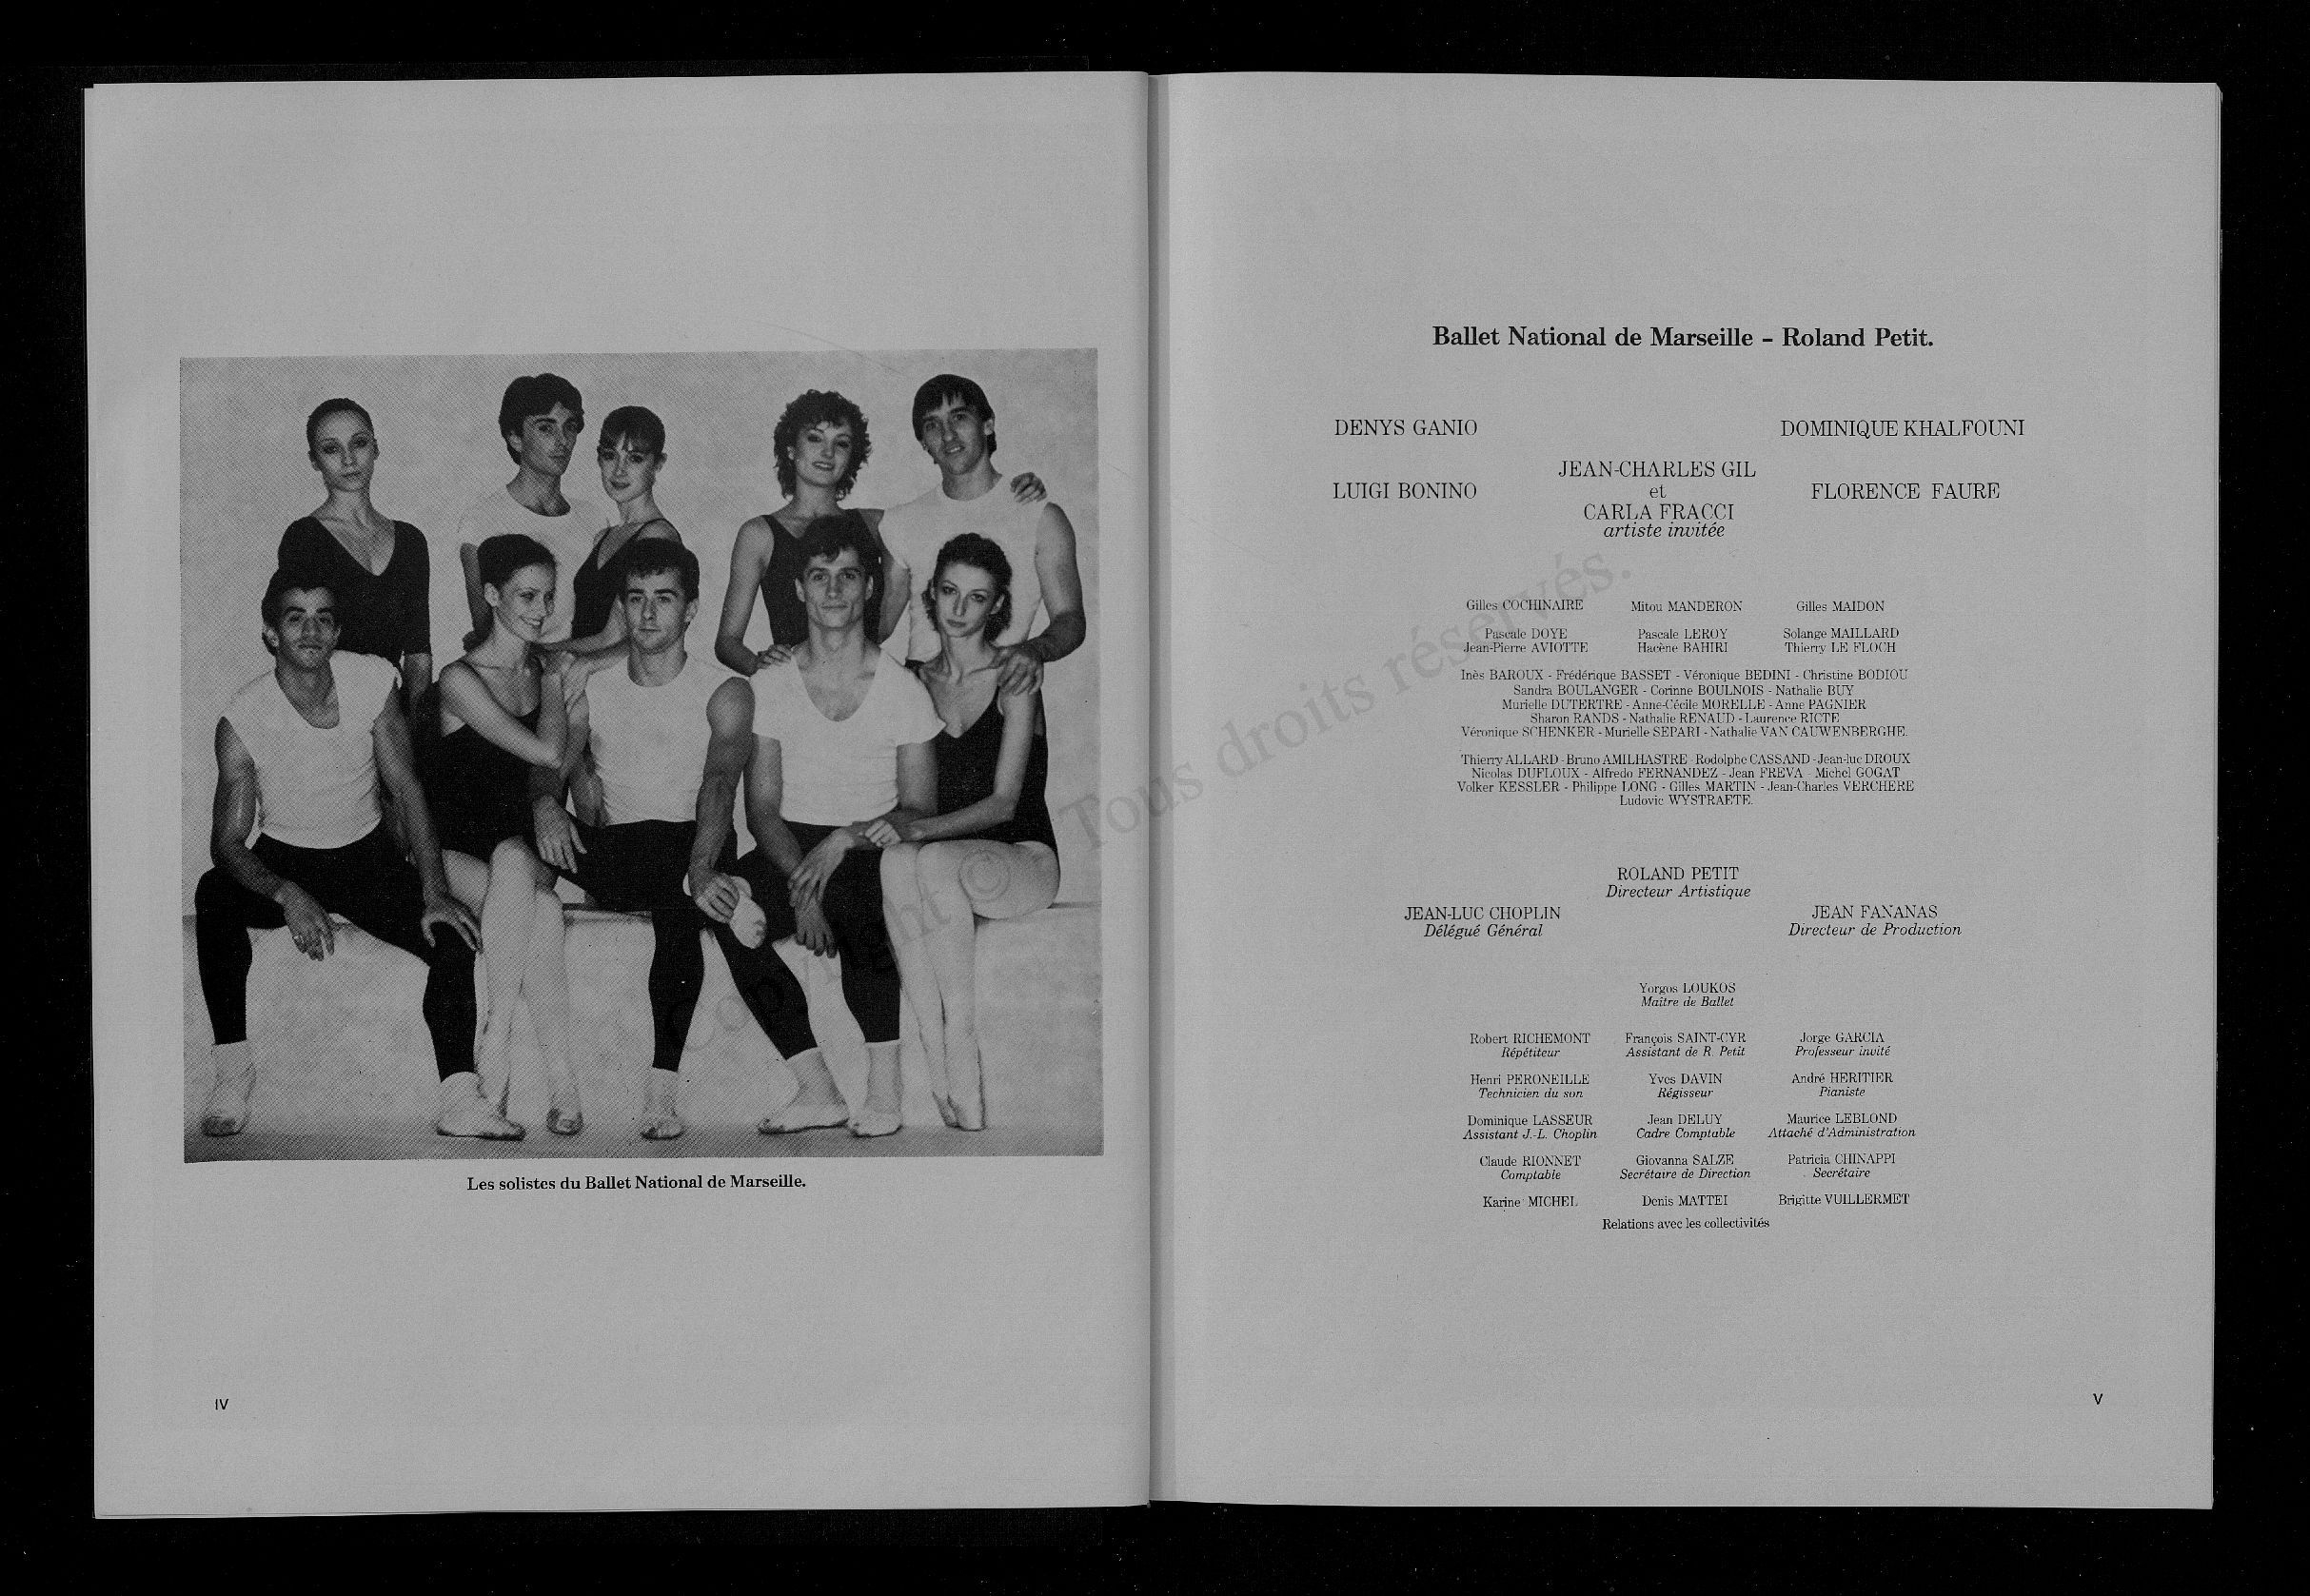 Les solistes du Ballet National de Marseille.
IV
Ballet National de Marseille – Roland Petit.
DENYS GANIO
DOMINIQUE KHALFOUNI
JEAN-CHARLES GIL
LUIGI BONINO
et
FLORENCE FAURE
CARLA FRACCI
artiste invitée
Gilles COCHINAIRE Mitou MANDERON Gilles MAIDON
Pascale DOYE Pascale LEROY Solange MAILLARD
Jean-Pierre AVIOTTE Hacène BAHIRI Thierry LE FLOCH
Inès BAROUX - Frédérique BASSET - Véronique BEDINI - Christine BODIOU
Sandra BOULANGER - Corinne BOULNOIS - Nathalie BUY
Murielle DUTERTRE - Anne-Cécile MORELLE - Anne PAGNIER
Sharon RANDS - Nathalie RENAUD - Laurence RICTE
Véronique SCHENKER - Murielle SEPARI - Nathalie VAN CAUWENBERGHE.
Thierry ALLARD - Bruno AMILHASTRE - Rodolphe CASSAND - Jean-luc DROUX
Nicolas DUFLOUX - Alfredo FERNANDEZ - Jean FREVA - Michel GOGAT
Volker KESSLER - Philippe LONG - Gilles MARTIN - Jean-Charles VERCHERE
Ludovic WYSTRAETE.
ROLAND PETIT
Directeur Artistique
JEAN-LUC CHOPLIN JEAN FANANAS
Délégué Général Directeur de Production
Yorgos LOUKOS
Maître de Ballet
Robert RICHEMONT François SAINT-CYR Jorge GARCIA
Répétiteur Assistant de R. Petit Professeur invité
Henri PERONEILLE Yves DAVIN André HERITIER
Technicien du son Régisseur Pianiste
Dominique LASSEUR Jean DELUY Maurice LEBLOND
Assistant J.-L. Choplin Cadre Comptable Attaché d'Administration
Claude RIONNET Giovanna SALZE Patricia CHINAPPI
Comptable Secrétaire de Direction Secrétaire
Karine MICHEL Denis MATTEI Brigitte VUILLERMET
Relations avec les collectivités
V
Copyright © Tous droits réservés.